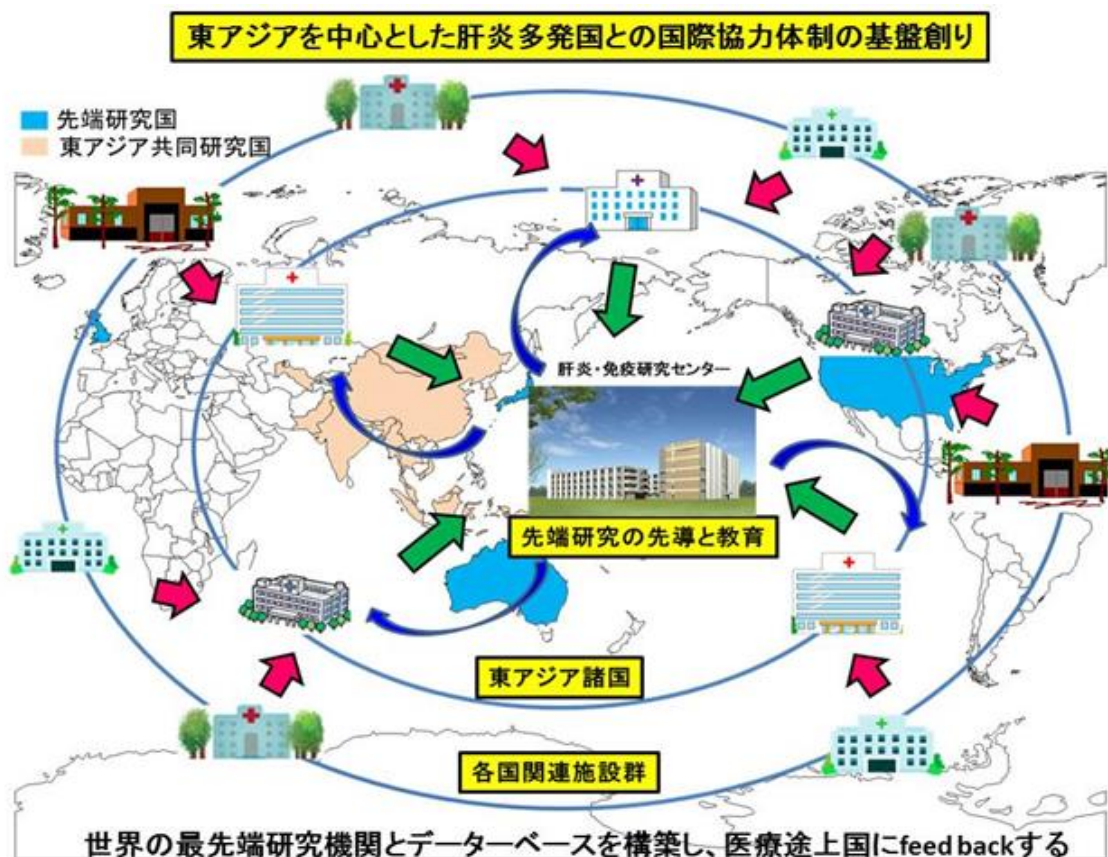 東アジアを中心とした肝炎多発国との国際協力体制の基盤創り
先端研究国
東アジア共同研究国
肝炎・免疫研究センター
先端研究の先導と教育
東アジア諸国
各国関連施設群
世界の最先端研究機関とデーターベースを構築し、医療途上国にfeed backする